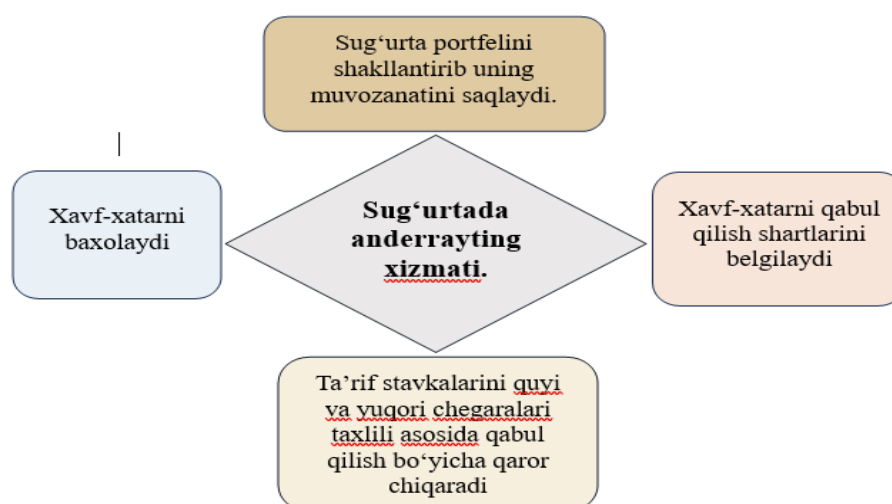 Sug‘urta portfelini
shakllantirib uning
muvozanatini saqlaydi.
Xavf-xatarni
baxolaydi
Sug‘urtada
anderrayting
xizmati.
Xavf-xatarni qabul
qilish shartlarini
belgilaydi
Ta’rif stavkalarini quyi
va yuqori chegaralari
taxlili asosida qabul
qilish bo‘yicha qaror
chiqaradi